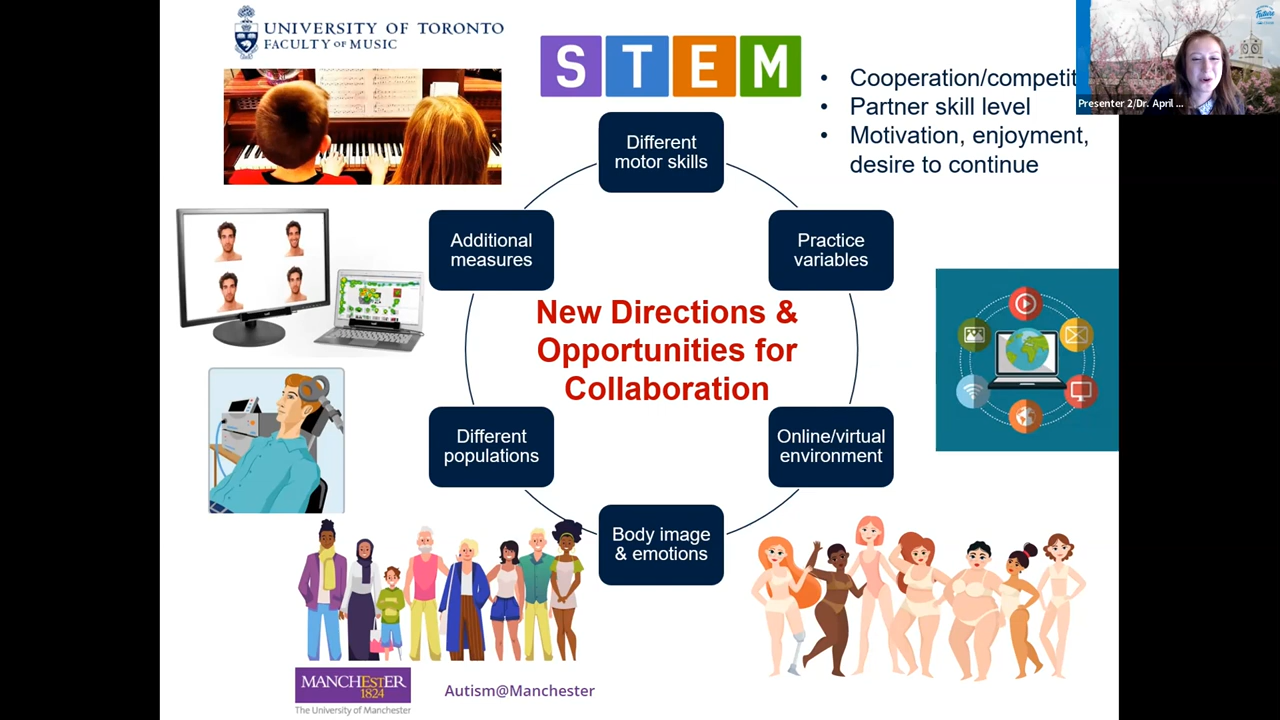 UNIVERSITY OF TORONTO
FACULTY OF MUSIC
STEM
• Cooperation/competit
• Partner skill level
• Motivation, enjoyment,
desire to continue
Presenter 2/Dr. April ...
Future
Different
motor skills
Additional
measures
Practice
variables
New Directions &
Opportunities for
Collaboration
Different
populations
Online/virtual
environment
Body image
& emotions
MANCHESTER
1824
The University of Manchester
Autism@Manchester